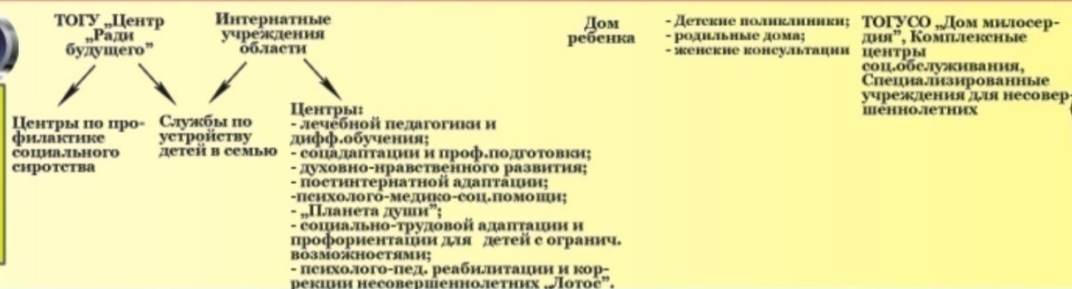 ТОГУ „Центр
„Ради
будущего”
Интернатные
учреждения
области
Дом
ребенка
- Детские поликлиники;
- родильные дома;
- женские консультации
ТОГУСО „Дом милосер-
дия”, Комплексные
центры
соц.обслуживания,
Специализированные
учреждения для несовер-
шеннолетних
Центры по про-
филактике
социального
сиротства
Службы по
устройству
детей в семью
Центры:
- лечебной педагогики и
дифф.обучения;
- соцадаптации и проф.подготовки;
- духовно-нравственного развития;
- постинтернатной адаптации;
-психолого-медико-соц.помощи;
- „Планета души”;
- социально-трудовой адаптации и
профориентации для детей с огранич.
возможностями;
- психолого-пед. реабилитации и кор-
рекции несовершеннолетних „Лотос”.